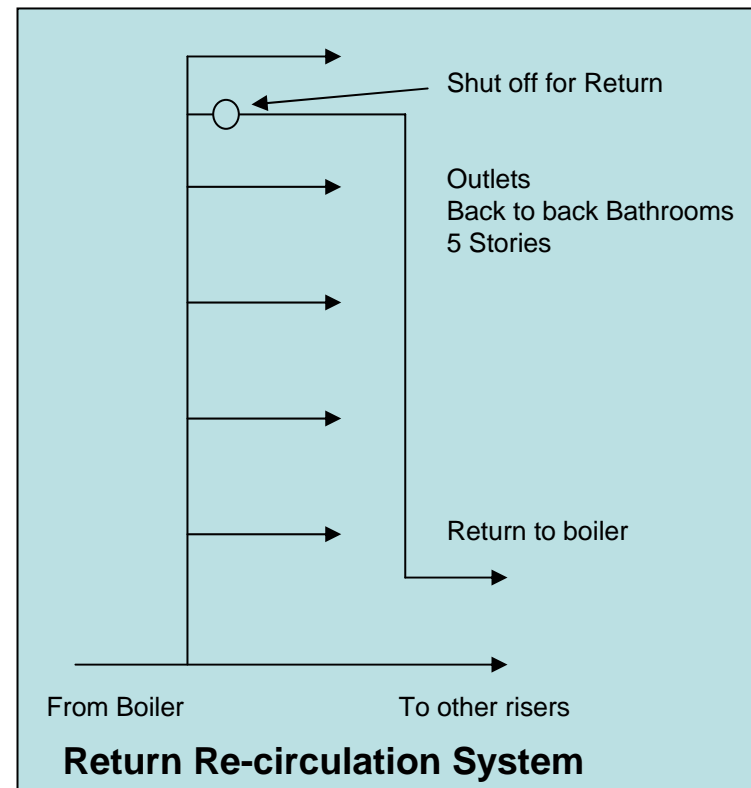 Shut off for Return
Outlets
Back to back Bathrooms
5 Stories
Return to boiler
From Boiler
To other risers
Return Re-circulation System